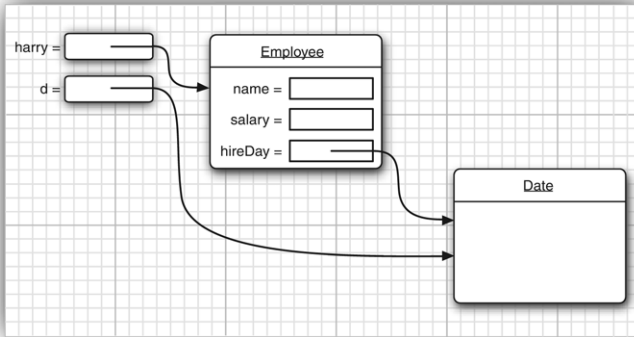 harry =
d =
Employee
name =
salary =
hireDay =
Date